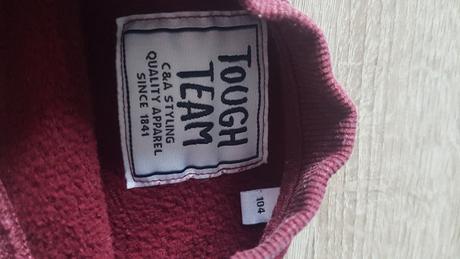 TOUGH
TEAM
C&A STYLING
QUALITY APPAREL
SINCE 1841
104